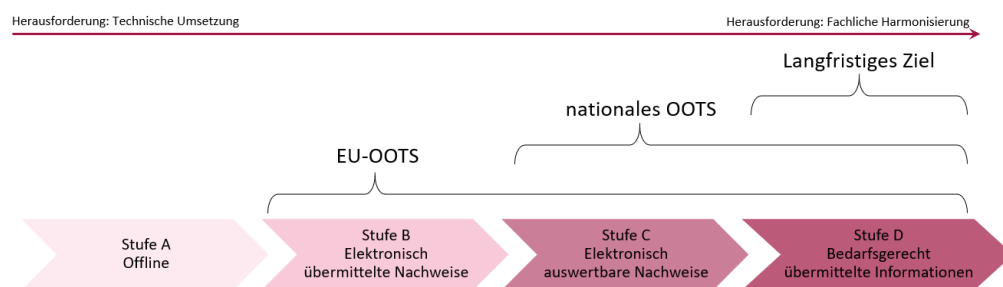 Herausforderung: Technische Umsetzung
Herausforderung: Fachliche Harmonisierung
Langfristiges Ziel
nationales OOTS
EU-OOTS
Stufe A
Offline
Stufe B
Elektronisch
übermittelte Nachweise
Stufe C
Elektronisch
auswertbare Nachweise
Stufe D
Bedarfsgerecht
übermittelte Informationen